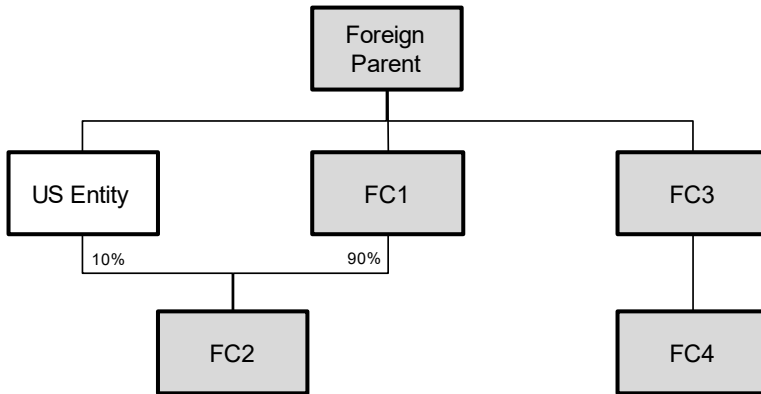 Foreign
Parent
US Entity
FC1
FC3
10%
90%
FC2
FC4